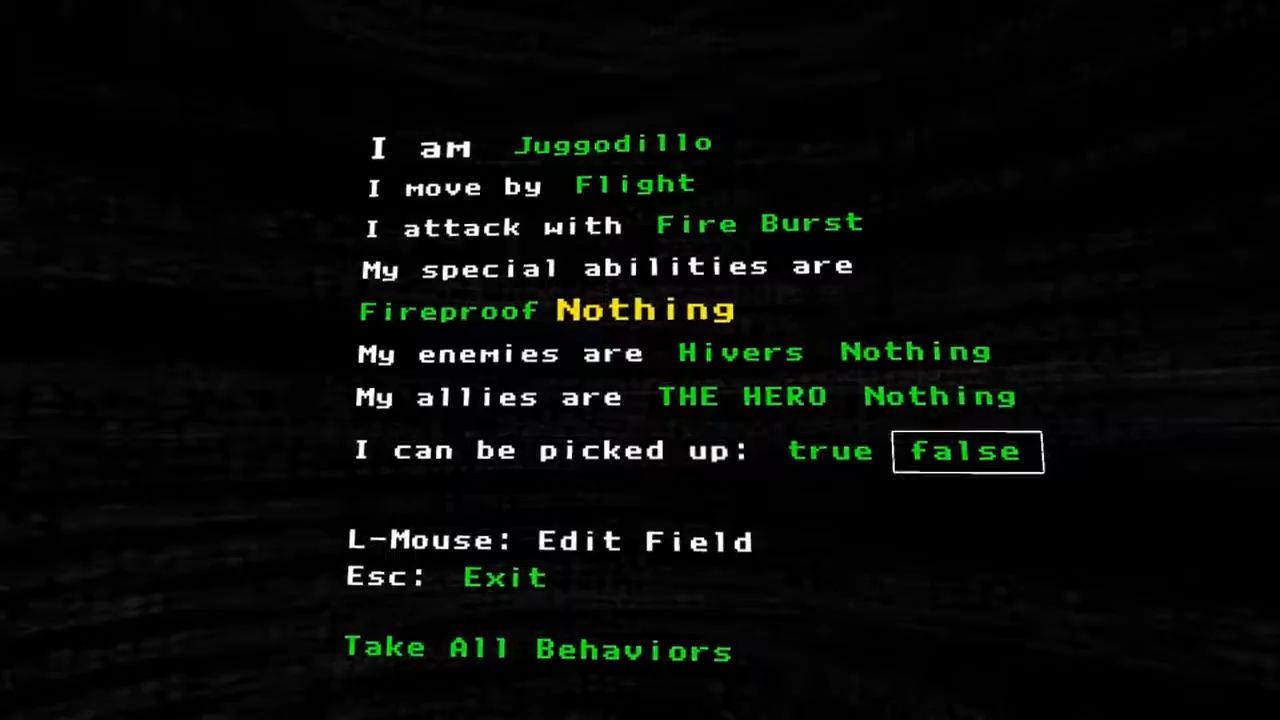 I am Juggodillo
I move by Flight
I attack with Fire Burst
My special abilities are
Fireproof Nothing
My enemies are Hivers Nothing
My allies are THE HERO Nothing
I can be picked up: true false
L-Mouse: Edit Field
Esc: Exit
Take All Behaviors